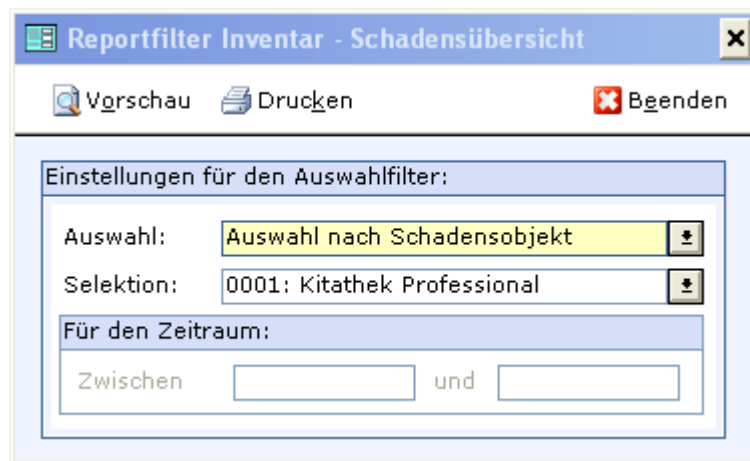 Reportfilter Inventar - Schadensübersicht
Vorschau Drucken Beenden
Einstellungen für den Auswahlfilter:
Auswahl: Auswahl nach Schadensobjekt
Selektion: 0001: Kitathek Professional
Für den Zeitraum:
Zwischen und